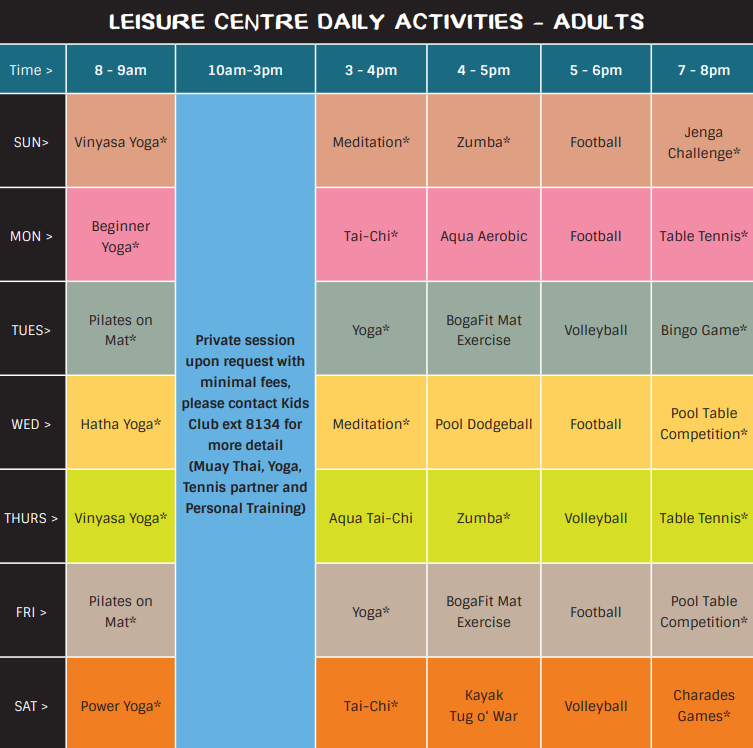 LEISURE CENTRE DAILY ACTIVITIES - ADULTS
Time > 8 - 9am 10am-3pm 3 - 4pm 4 - 5pm 5 - 6pm 7 - 8pm
SUN> Vinyasa Yoga* Meditation* Zumba* Football Jenga
Challenge*
MON > Beginner
Yoga* Tai-Chi* Aqua Aerobic Football Table Tennis*
TUES> Pilates on
Mat* Yoga* BogaFit Mat
Exercise Volleyball Bingo Game*
Private session
upon request with
minimal fees,
please contact Kids
Club ext 8134 for
more detail
(Muay Thai, Yoga,
Tennis partner and
Personal Training)
WED > Hatha Yoga* Meditation* Pool Dodgeball Football Pool Table
Competition*
THURS > Vinyasa Yoga* Aqua Tai-Chi Zumba* Volleyball Table Tennis*
FRI > Pilates on
Mat* Yoga* BogaFit Mat
Exercise Football Pool Table
Competition*
SAT > Power Yoga* Tai-Chi* Kayak
Tug o’ War Volleyball Charades
Games*